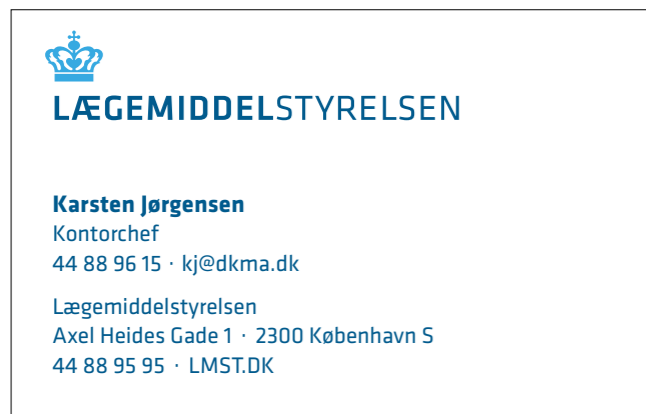 LÆGEMIDDELSTYRELSEN
Karsten Jørgensen
Kontorchef
44 88 96 15 · kj@dkma.dk
Lægemiddelstyrelsen
Axel Heides Gade 1 · 2300 København S
44 88 95 95 · LMST.DK